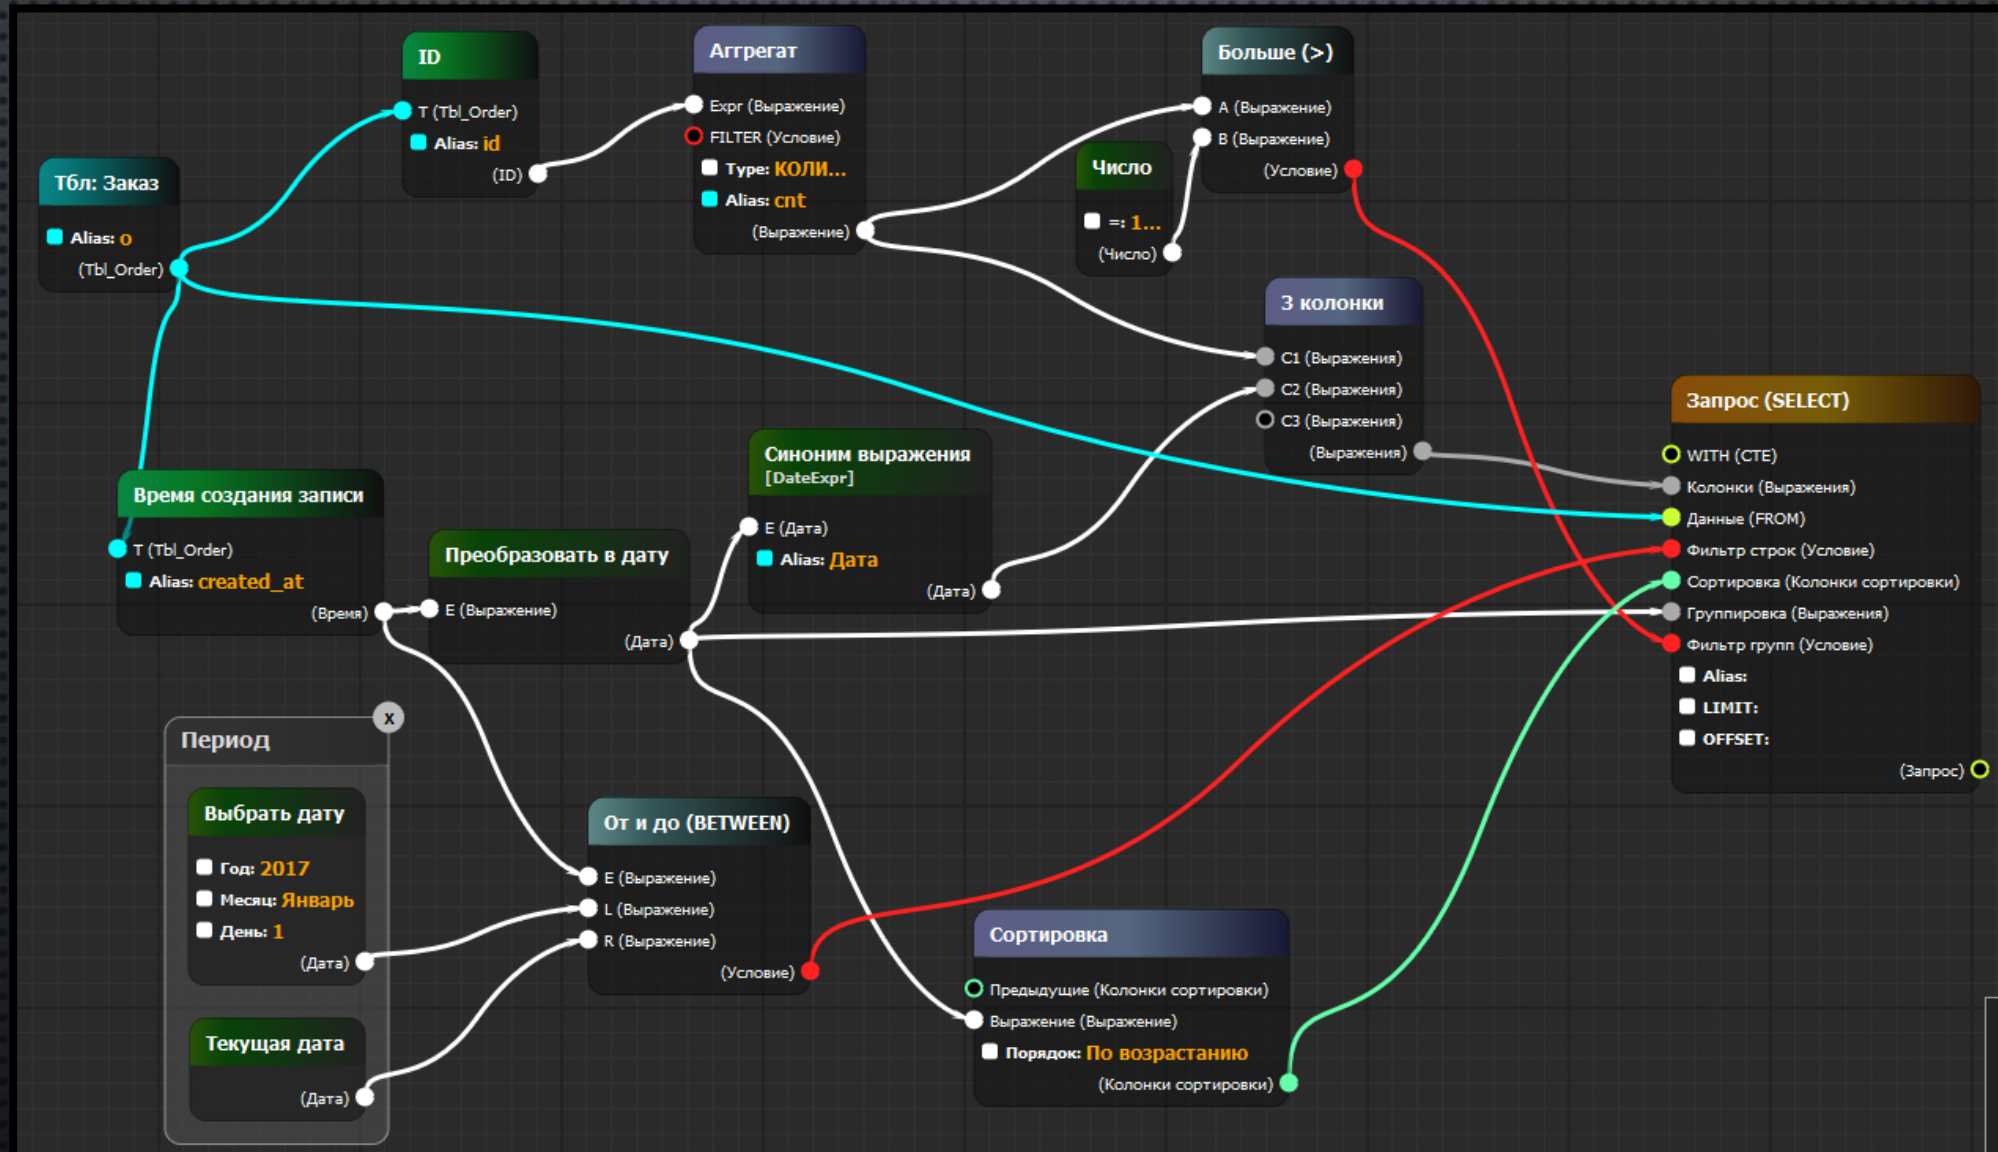 ID
T (Tbl_Order)
Alias: id
(ID)
Аггрегат
Expr (Выражение)
FILTER (Условие)
Type: КОЛИ...
Alias: cnt
(Выражение)
Больше (>)
A (Выражение)
B (Выражение)
(Условие)
Число
=: 1...
(Число)
Тбл: Заказ
Alias: o
(Tbl_Order)
3 колонки
C1 (Выражения)
C2 (Выражения)
C3 (Выражения)
(Выражения)
Запрос (SELECT)
WITH (CTE)
Колонки (Выражения)
Данные (FROM)
Фильтр строк (Условие)
Сортировка (Колонки сортировки)
Группировка (Выражения)
Фильтр групп (Условие)
Alias:
LIMIT:
OFFSET:
(Запрос)
Синоним выражения
[DateExpr]
E (Дата)
Alias: Дата
(Дата)
Время создания записи
T (Tbl_Order)
Alias: created_at
(Время)
Преобразовать в дату
E (Выражение)
(Дата)
Период
x
Выбрать дату
Год: 2017
Месяц: Январь
День: 1
(Дата)
Текущая дата
(Дата)
От и до (BETWEEN)
E (Выражение)
L (Выражение)
R (Выражение)
(Условие)
Сортировка
Предыдущие (Колонки сортировки)
Выражение (Выражение)
Порядок: По возрастанию
(Колонки сортировки)